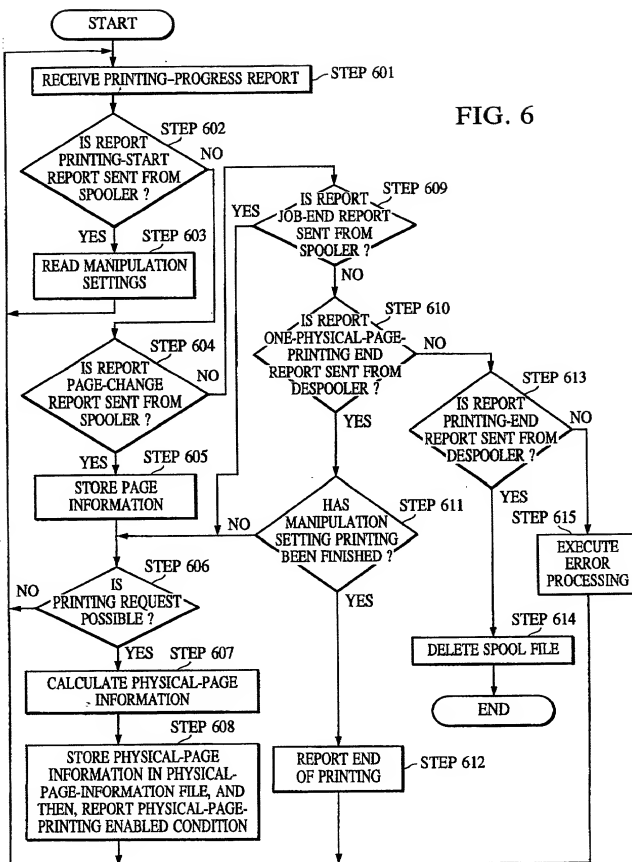 START
RECEIVE PRINTING-PROGRESS REPORT
STEP 601
FIG. 6
STEP 602
IS REPORT
PRINTING-START
REPORT SENT FROM
SPOOLER ?
NO
YES
STEP 603
READ MANIPULATION
SETTINGS
STEP 604
IS REPORT
PAGE-CHANGE
REPORT SENT FROM
SPOOLER ?
NO
YES
STEP 605
STORE PAGE
INFORMATION
STEP 606
NO
IS
PRINTING REQUEST
POSSIBLE ?
YES
STEP 607
CALCULATE PHYSICAL-PAGE
INFORMATION
STEP 608
STORE PHYSICAL-PAGE
INFORMATION IN PHYSICAL-
PAGE-INFORMATION FILE, AND
THEN, REPORT PHYSICAL-PAGE-
PRINTING ENABLED CONDITION
STEP 609
YES
IS REPORT
JOB-END REPORT
SENT FROM
SPOOLER ?
NO
STEP 610
IS REPORT
ONE-PHYSICAL-PAGE-
PRINTING END
REPORT SENT FROM
DESPOOLER ?
NO
YES
STEP 611
NO
HAS
MANIPULATION
SETTING PRINTING
BEEN FINISHED ?
YES
REPORT END
OF PRINTING
STEP 612
STEP 613
IS REPORT
PRINTING-END
REPORT SENT FROM
DESPOOLER ?
NO
YES
STEP 615
EXECUTE
ERROR
PROCESSING
STEP 614
DELETE SPOOL FILE
END